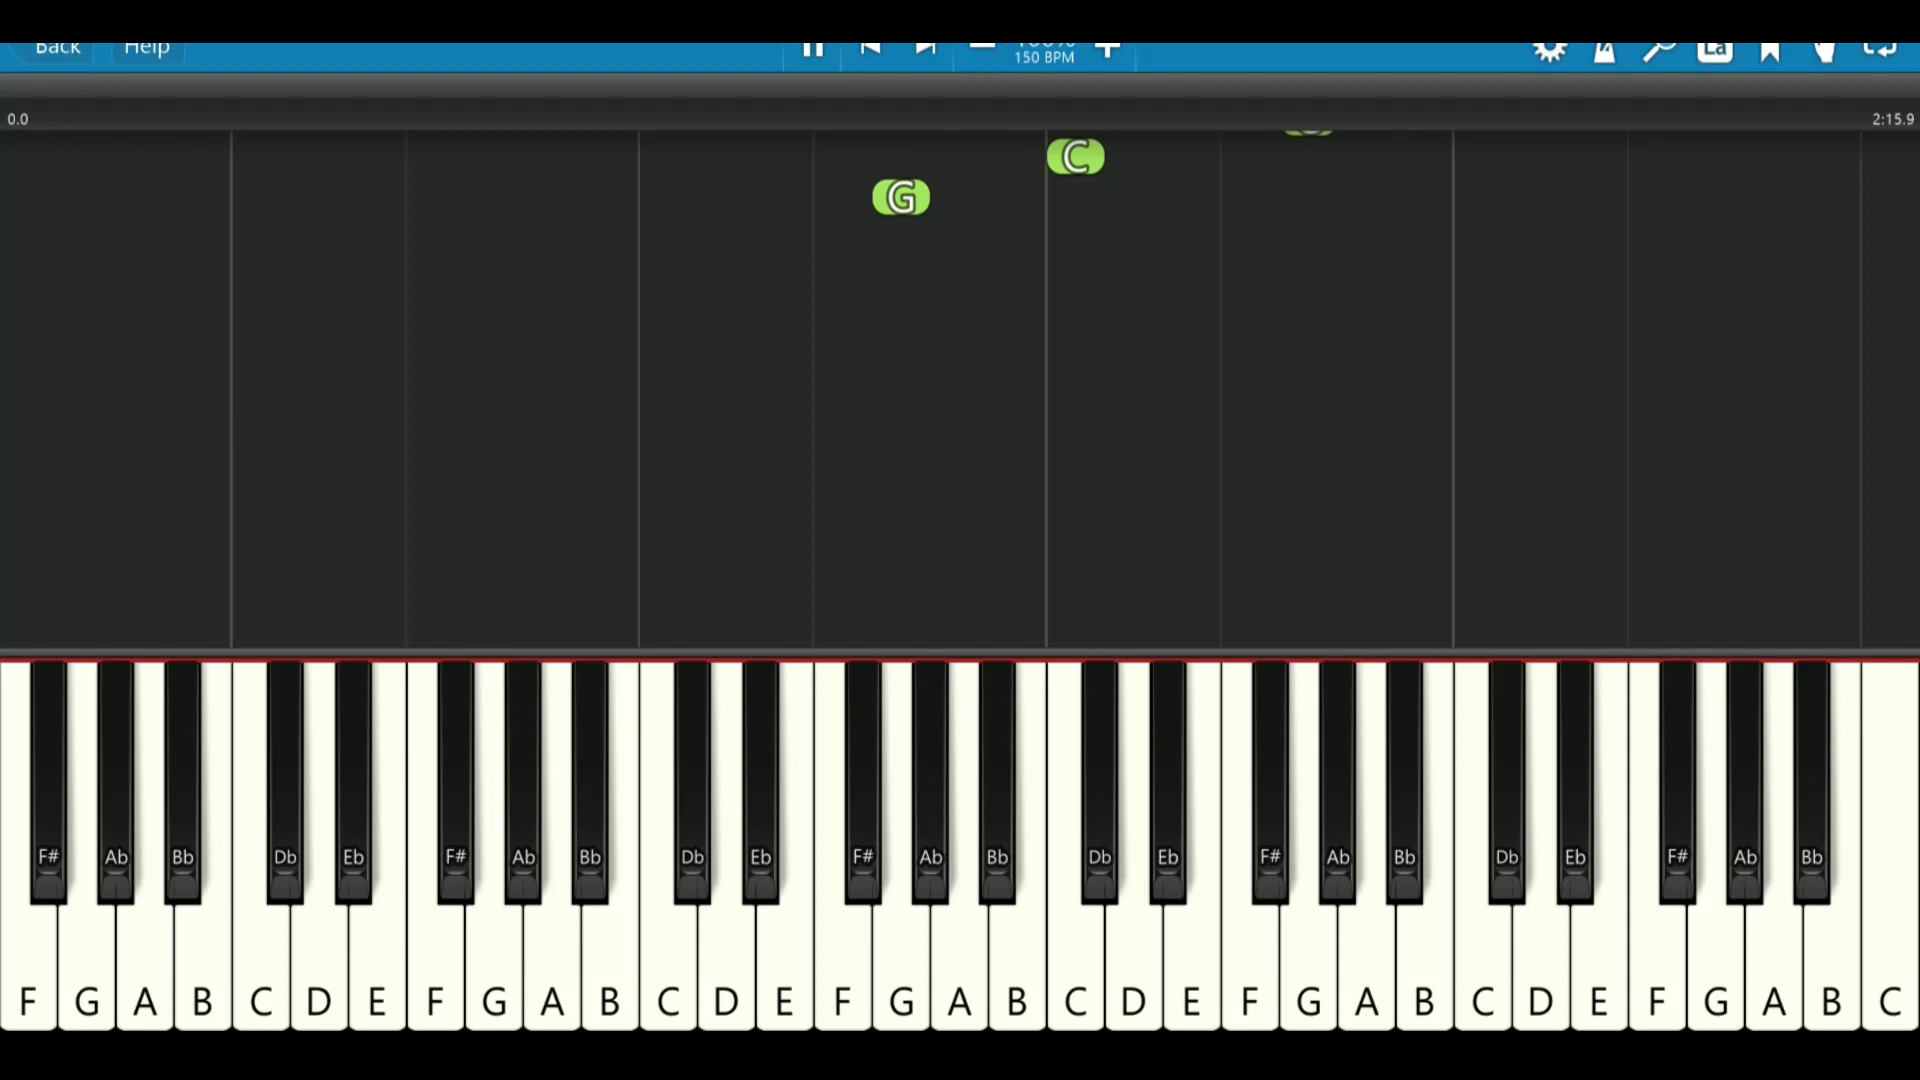 Back Help
150 BPM
La
0.0 2:15.9
C
G
F# Ab Bb Db Eb F# Ab Bb Db Eb F# Ab Bb Db Eb F# Ab Bb Db Eb F# Ab Bb
F G A B C D E F G A B C D E F G A B C D E F G A B C D E F G A B C